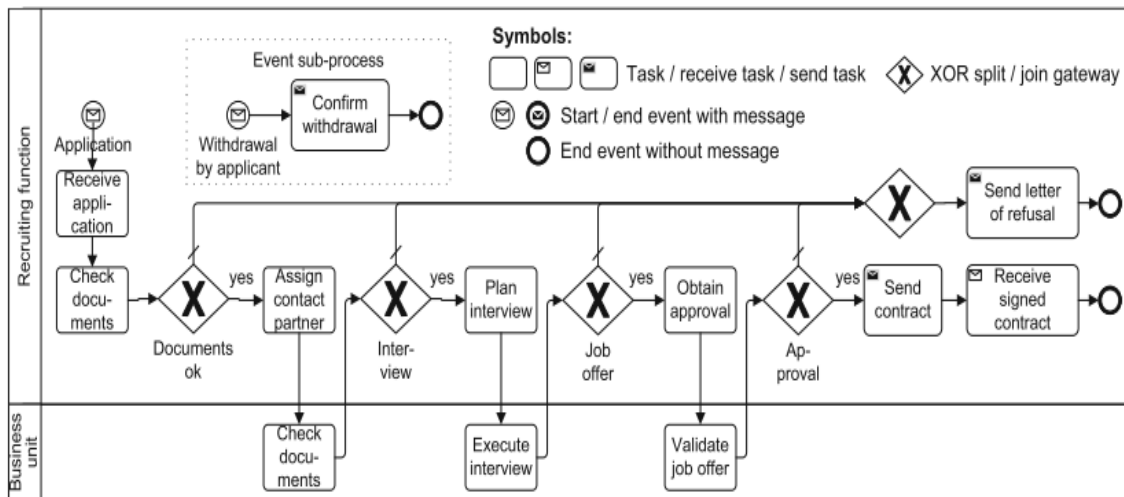 Recruiting function
Event sub-process
Confirm
withdrawal
Withdrawal
by applicant
Symbols:
Task / receive task / send task
XOR split / join gateway
Start / end event with message
End event without message
Application
Receive
appli-
cation
Check
docu-
ments
Documents
ok
yes
Assign
contact
partner
Inter-
view
yes
Plan
interview
Job
offer
yes
Obtain
approval
Ap-
proval
yes
Send
contract
Receive
signed
contract
Send letter
of refusal
Business
unit
Check
docu-
ments
Execute
interview
Validate
job offer